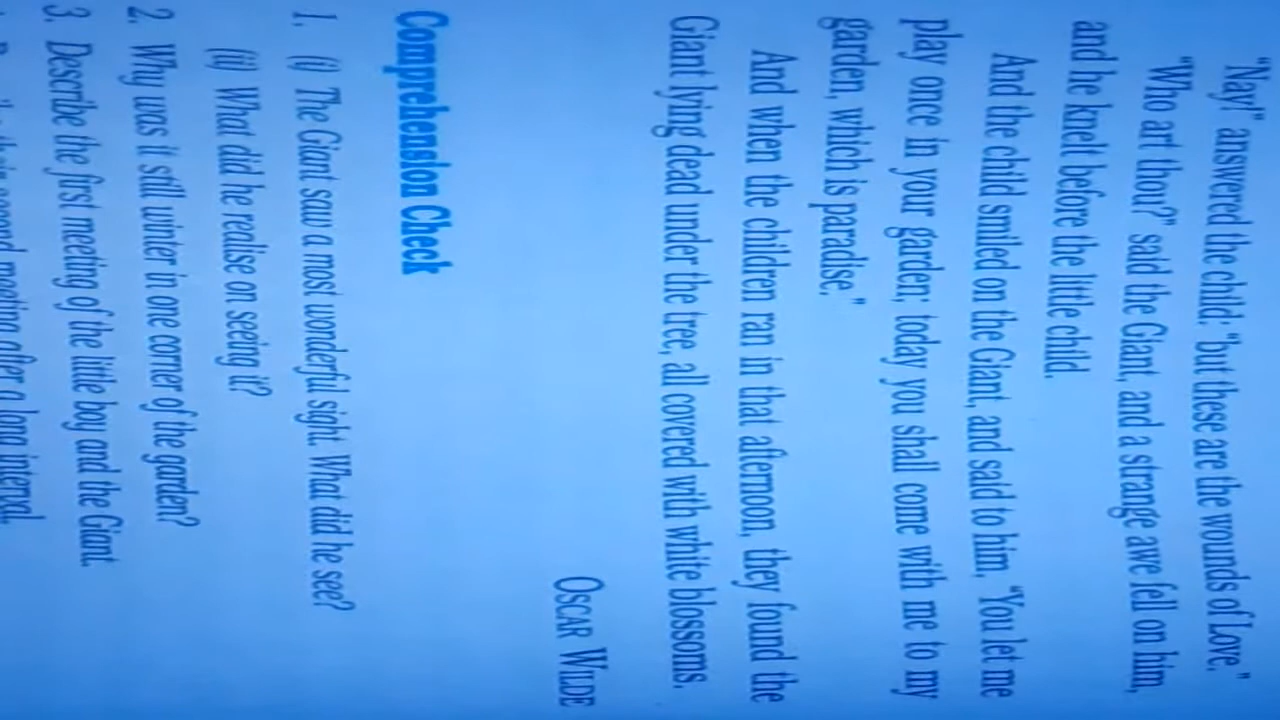 "Nay!" answered the child; "but these are the wounds of Love."
"Who art thou?" said the Giant, and a strange awe fell on him,
and he knelt before the little child.
And the child smiled on the Giant, and said to him, "You let me
play once in your garden; today you shall come with me to my
garden, which is paradise."
And when the children ran in that afternoon, they found the
Giant lying dead under the tree, all covered with white blossoms.
OSCAR WILDE
Comprehension Check
1. (i) The Giant saw a most wonderful sight. What did he see?
(ii) What did he realise on seeing it?
2. Why was it still winter in one corner of the garden?
3. Describe the first meeting of the little boy and the Giant.
second meeting after a long interval.